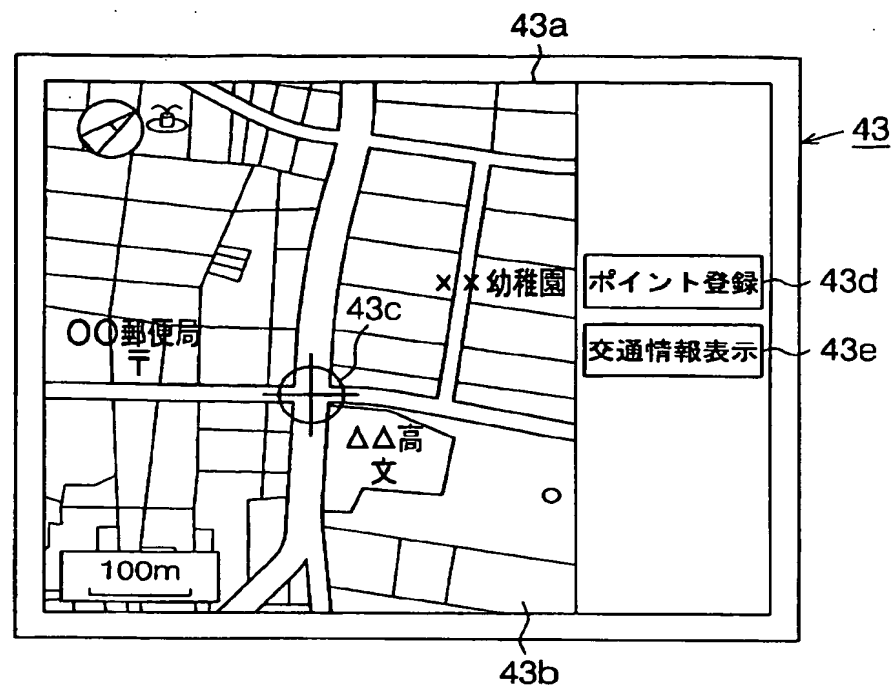 43a
43
××幼稚園
ポイント登録
43d
43c
〇〇郵便局
〒
交通情報表示
43e
△△高
文
100m
43b